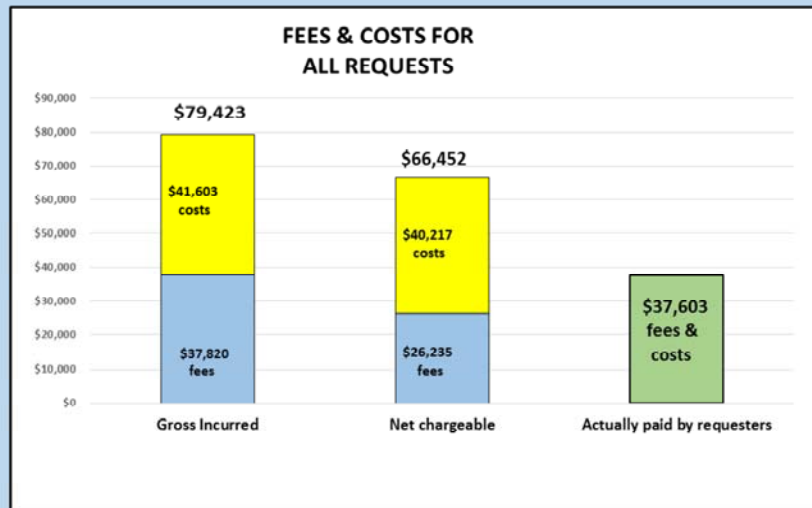 FEES & COSTS FOR
ALL REQUESTS
$90,000
$80,000
$70,000
$60,000
$50,000
$40,000
$30,000
$20,000
$10,000
$0
$79,423
$41,603
costs
$37,820
fees
$66,452
$40,217
costs
$26,235
fees
$37,603
fees &
costs
Gross Incurred
Net chargeable
Actually paid by requesters